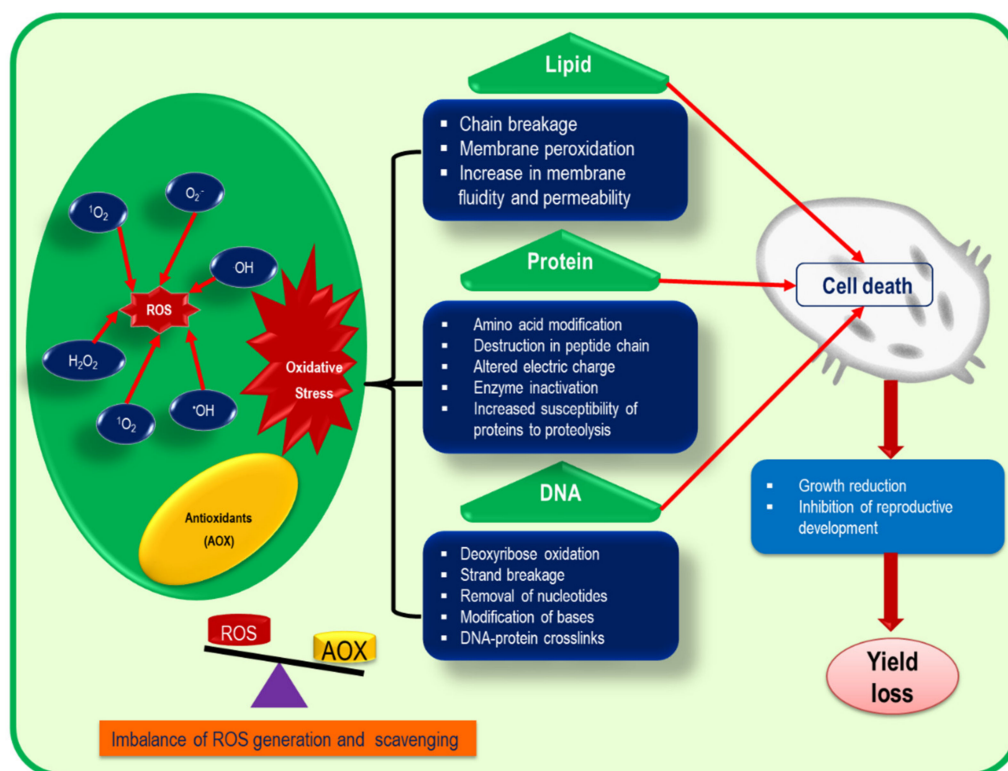 ¹O₂
O₂⁻
OH
ROS
H₂O₂
¹O₂
•OH
Oxidative
Stress
Antioxidants
(AOX)
ROS
AOX
Imbalance of ROS generation and scavenging
Lipid
▪ Chain breakage
▪ Membrane peroxidation
▪ Increase in membrane
fluidity and permeability
Protein
▪ Amino acid modification
▪ Destruction in peptide chain
▪ Altered electric charge
▪ Enzyme inactivation
▪ Increased susceptibility of
proteins to proteolysis
DNA
▪ Deoxyribose oxidation
▪ Strand breakage
▪ Removal of nucleotides
▪ Modification of bases
▪ DNA-protein crosslinks
Cell death
▪ Growth reduction
▪ Inhibition of reproductive
development
Yield
loss